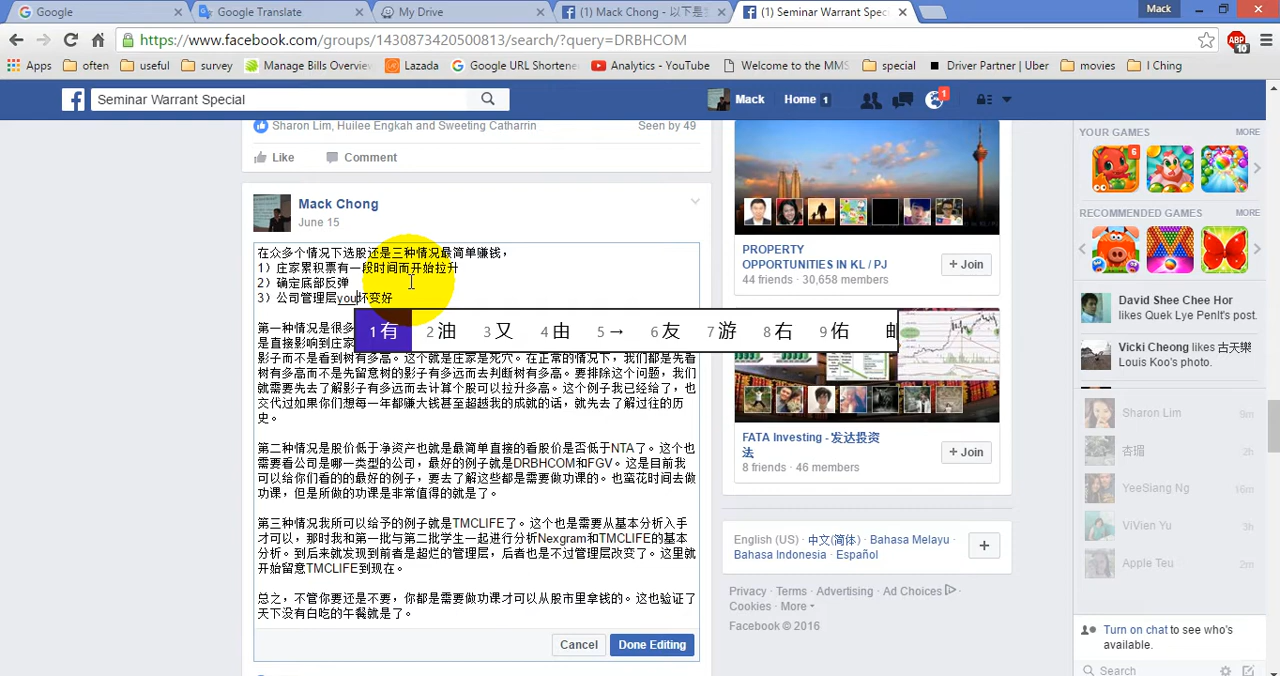 Google
Google Translate
My Drive
(1) Mack Chong - 以下是
(1) Seminar Warrant Spec
Mack
https://www.facebook.com/groups/1430873420500813/search/?query=DRBHCOM
ABP
10
Apps
often
useful
survey
Manage Bills Overview
Lazada
Google URL Shortene
Analytics - YouTube
Welcome to the MMS
special
Driver Partner | Uber
movies
I Ching
Seminar Warrant Special
Mack
Home 1
1
Sharon Lim, Huilee Engkah and Sweeting Catharrin
Seen by 49
Like
Comment
Mack Chong
June 15
在众多个情况下选股还是三种情况最简单赚钱，
1）庄家累积票有一段时间而开始拉升
2）确定底部反弹
3）公司管理层you坏变好
1有 2油 3又 4由 5→ 6友 7游 8右 9佑
第一种情况是很多
是直接影响到庄家
影子而不是看到树有多高。这个就是庄家是死穴。在正常的情况下，我们都是先看
树有多高而不是先留意树的影子有多远而去判断树有多高。要排除这个问题，我们
就需要先去了解影子有多远而去计算个股可以拉升多高。这个例子我已经给了，也
交代过如果你们想每一年都赚大钱甚至超越我的成就的话，就先去了解过往的历
史。
第二种情况是股价低于净资产也就是最简单直接的看股价是否低于NTA了。这个也
需要看公司是哪一类型的公司，最好的例子就是DRBHCOM和FGV。这是目前我
可以给你们看的的最好的例子，要去了解这些都是需要做功课的。也蛮花时间去做
功课，但是所做的功课是非常值得的就是了。
第三种情况我所可以给予的例子就是TMCLIFE了。这个也是需要从基本分析入手
才可以，那时我和第一批与第二批学生一起进行分析Nexgram和TMCLIFE的基本
分析。到后来就发现到前者是超烂的管理层，后者也是不过管理层改变了。这里就
开始留意TMCLIFE到现在。
总之，不管你要还是不要，你都是需要做功课才可以从股市里拿钱的。这也验证了
天下没有白吃的午餐就是了。
Cancel
Done Editing
PROPERTY
OPPORTUNITIES IN KL / PJ
44 friends · 30,658 members
+ Join
FATA Investing - 发达投资
法
8 friends · 46 members
+ Join
English (US) · 中文(简体) · Bahasa Melayu ·
Bahasa Indonesia · Español
+
Privacy · Terms · Advertising · Ad Choices ·
Cookies · More
Facebook © 2016
YOUR GAMES
MORE
6
RECOMMENDED GAMES
MORE
David Shee Chee Hor
likes Quek Lye Penlt's post.
Vicki Cheong likes 古天樂
Louis Koo's photo.
Sharon Lim 9m
杏瑂 2h
YeeSiang Ng 16m
ViVien Yu 3h
Apple Teu 2m
Turn on chat to see who's
available.
Search